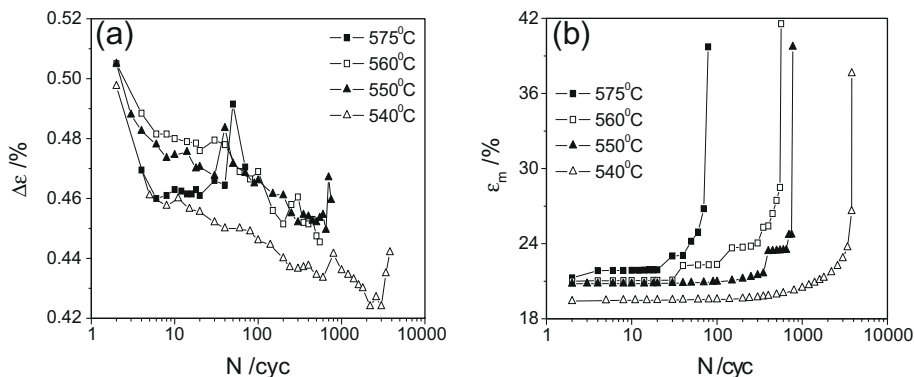 (a)
0.52
0.50
0.48
0.46
0.44
0.42
Δε /%
1 10 100 1000 10000
N /cyc
575⁰C
560⁰C
550⁰C
540⁰C
(b)
42
36
30
24
18
εₘ /%
1 10 100 1000 10000
N/cyc
575⁰C
560⁰C
550⁰C
540⁰C